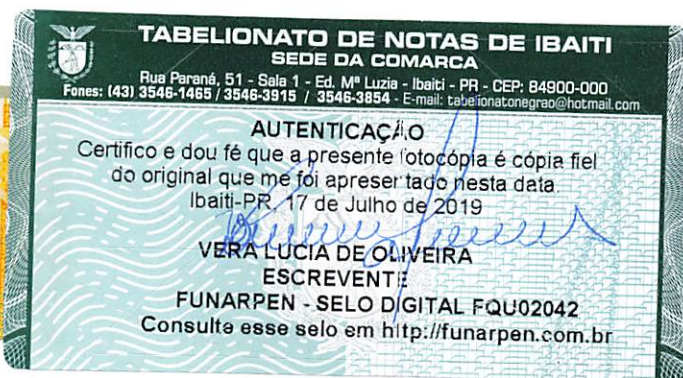 TABELIONATO DE NOTAS DE IBAITI
SEDE DA COMARCA
Rua Paraná, 51 - Sala 1 - Ed. Mª Luzia - Ibaiti - PR - CEP: 84900-000
Fones: (43) 3546-1465 / 3546-3915 / 3546-3854 - E-mail: tabelionatonegrao@hotmail.com
AUTENTICAÇÃO
Certifico e dou fé que a presente fotocópia é cópia fiel
do original que me foi apresentado nesta data
Ibaiti-PR, 17 de Julho de 2019
VERA LUCIA DE OLIVEIRA
ESCREVENTE
FUNARPEN - SELO DIGITAL FQU02042
Consulte esse selo em http://funarpen.com.br